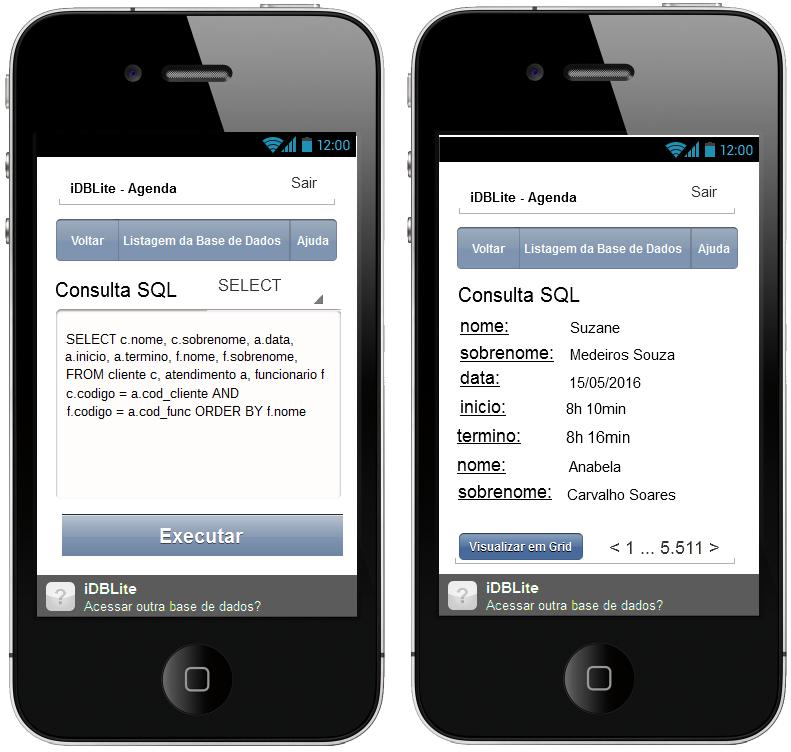 12:00
iDBLite - Agenda
Sair
Voltar
Listagem da Base de Dados
Ajuda
Consulta SQL
SELECT
SELECT c.nome, c.sobrenome, a.data,
a.inicio, a.termino, f.nome, f.sobrenome,
FROM cliente c, atendimento a, funcionario f
c.codigo = a.cod_cliente AND
f.codigo = a.cod_func ORDER BY f.nome
Executar
?
iDBLite
Acessar outra base de dados?
12:00
iDBLite - Agenda
Sair
Voltar
Listagem da Base de Dados
Ajuda
Consulta SQL
nome: Suzane
sobrenome: Medeiros Souza
data: 15/05/2016
inicio: 8h 10min
termino: 8h 16min
nome: Anabela
sobrenome: Carvalho Soares
Visualizar em Grid
< 1 ... 5.511 >
?
iDBLite
Acessar outra base de dados?